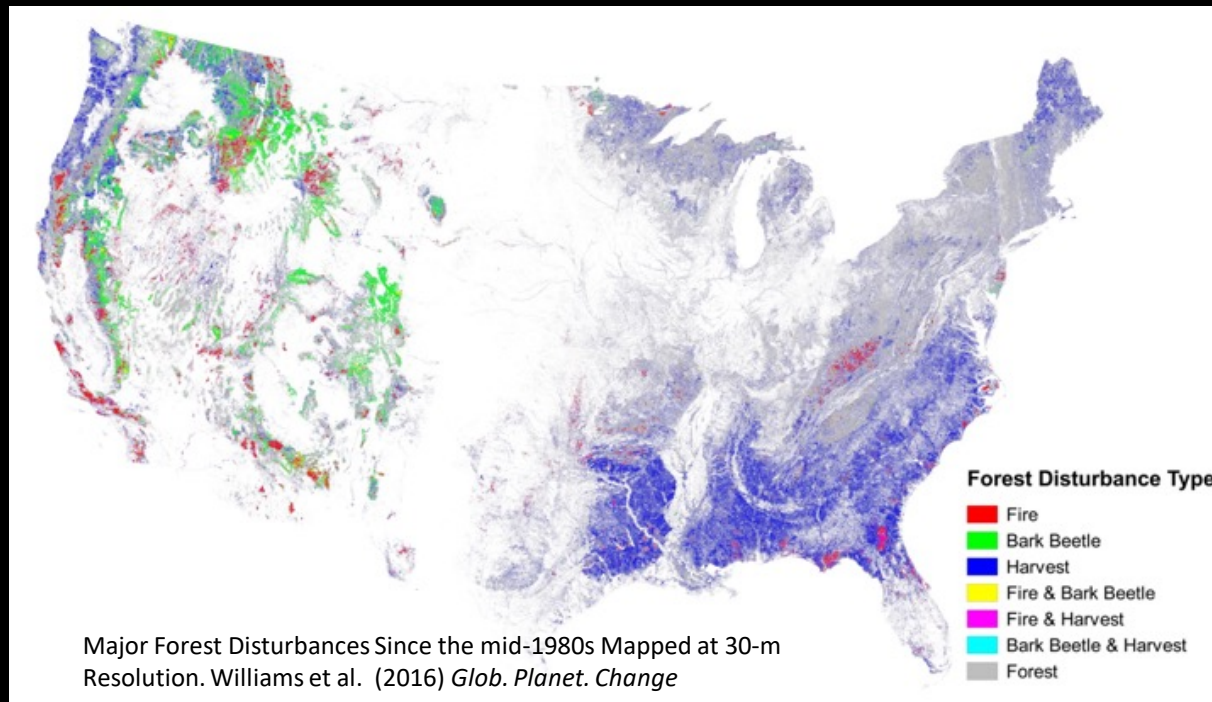 Forest Disturbance Type
Fire
Bark Beetle
Harvest
Fire & Bark Beetle
Fire & Harvest
Bark Beetle & Harvest
Forest
Major Forest Disturbances Since the mid-1980s Mapped at 30-m
Resolution. Williams et al. (2016) Glob. Planet. Change